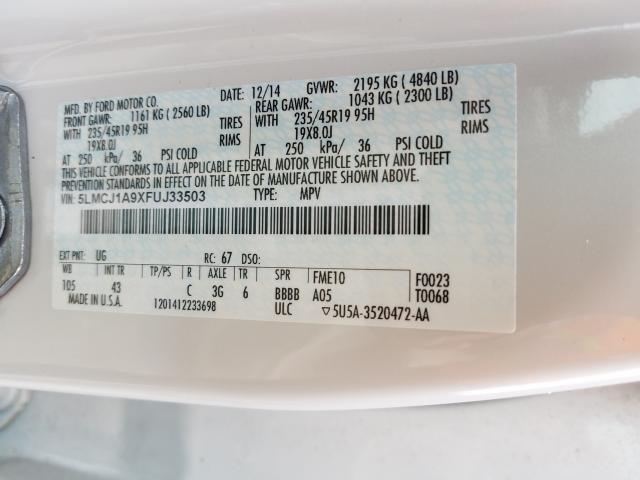 MFD. BY FORD MOTOR CO. DATE: 12/14 GVWR: 2195 KG ( 4840 LB)
FRONT GAWR: 1161 KG ( 2560 LB) REAR GAWR: 1043 KG ( 2300 LB)
WITH 235/45R19 95H TIRES WITH 235/45R19 95H TIRES
19X8.0J RIMS 19X8.0J RIMS
AT 250 kPa/ 36 PSI COLD AT 250 kPa/ 36 PSI COLD
THIS VEHICLE CONFORMS TO ALL APPLICABLE FEDERAL MOTOR VEHICLE SAFETY AND THEFT
PREVENTION STANDARDS IN EFFECT ON THE DATE OF MANUFACTURE SHOWN ABOVE.
VIN: 5LMCJ1A9XFUJ33503 TYPE: MPV
EXT PNT: UG RC: 67 DSO:
WB INT TR TP/PS R AXLE TR SPR FME10 F0023
105 43 C 3G 6 BBBB A05 T0068
MADE IN U.S.A. 1201412233698 ULC ▽5U5A-3520472-AA